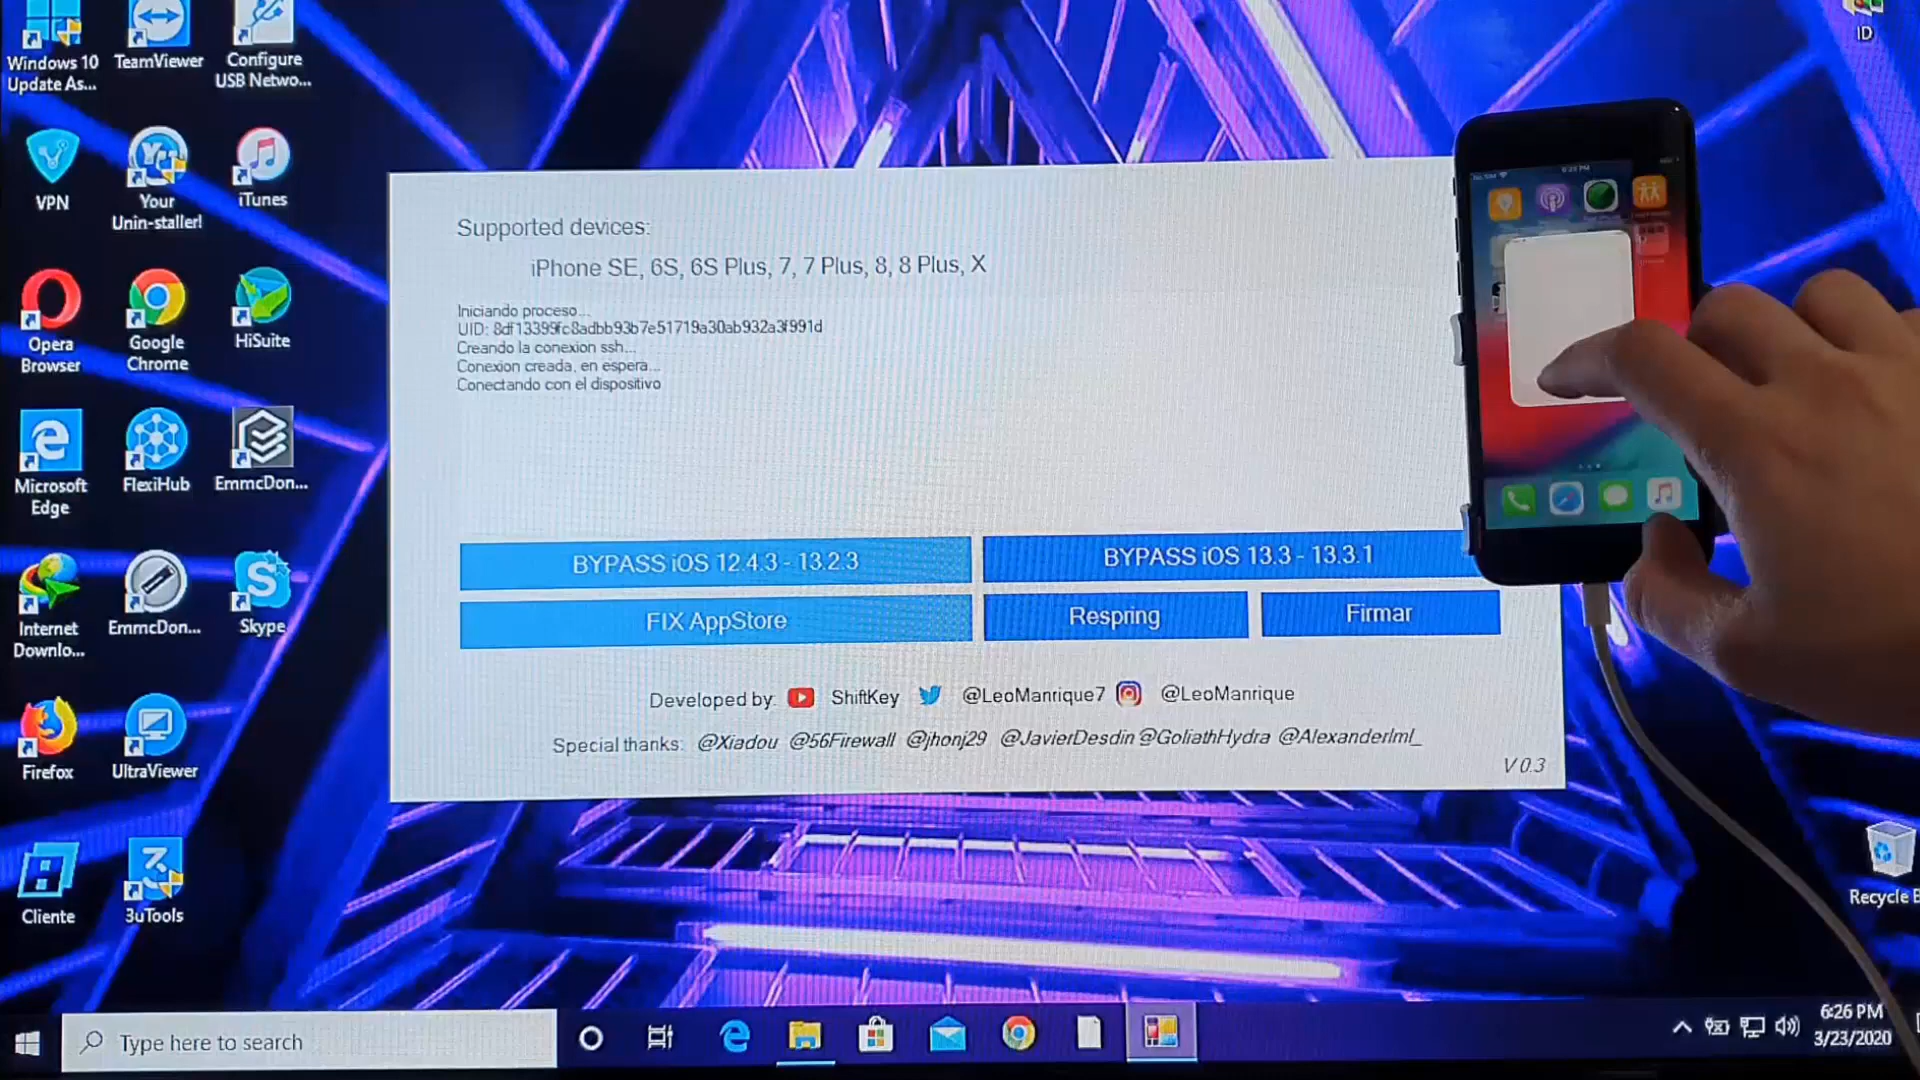 Windows 10
Update As...
TeamViewer
Configure
USB Netwo...
ID
VPN
Your
Unin-staller!
iTunes
Opera
Browser
Google
Chrome
HiSuite
Microsoft
Edge
FlexiHub
EmmcDon...
Internet
Downlo...
EmmcDon...
Skype
Firefox
UltraViewer
Cliente
3uTools
Supported devices:
iPhone SE, 6S, 6S Plus, 7, 7 Plus, 8, 8 Plus, X
Iniciando proceso...
UID: 8df13399fc8adbb93b7e51719a30ab932a3f991d
Creando la conexion ssh...
Conexion creada, en espera...
Conectando con el dispositivo
BYPASS iOS 12.4.3 - 13.2.3
BYPASS iOS 13.3 - 13.3.1
FIX AppStore
Respring
Firmar
Developed by: ShiftKey @LeoManrique7 @LeoManrique
Special thanks: @Xiadou @56Firewall @jhonj29 @JavierDesdin @GoliathHydra @AlexanderlmI_
V 0.3
Recycle B
Type here to search
6:26 PM
3/23/2020